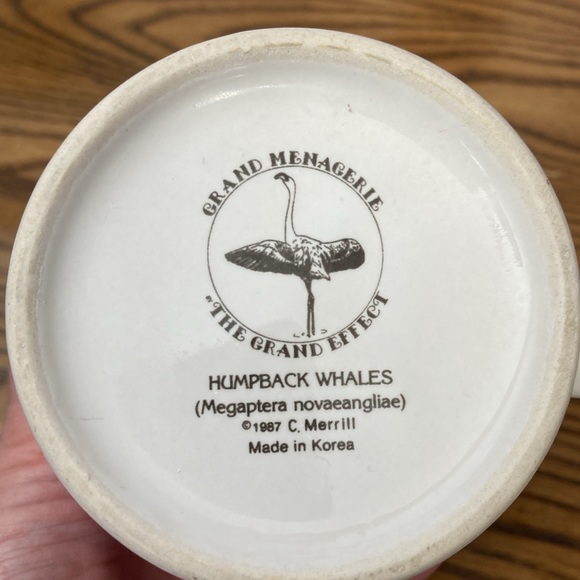 GRAND MENAGERIE
"THE GRAND EFFECT
HUMPBACK WHALES
(Megaptera novaeangliae)
©1987 C. Merrill
Made in Korea